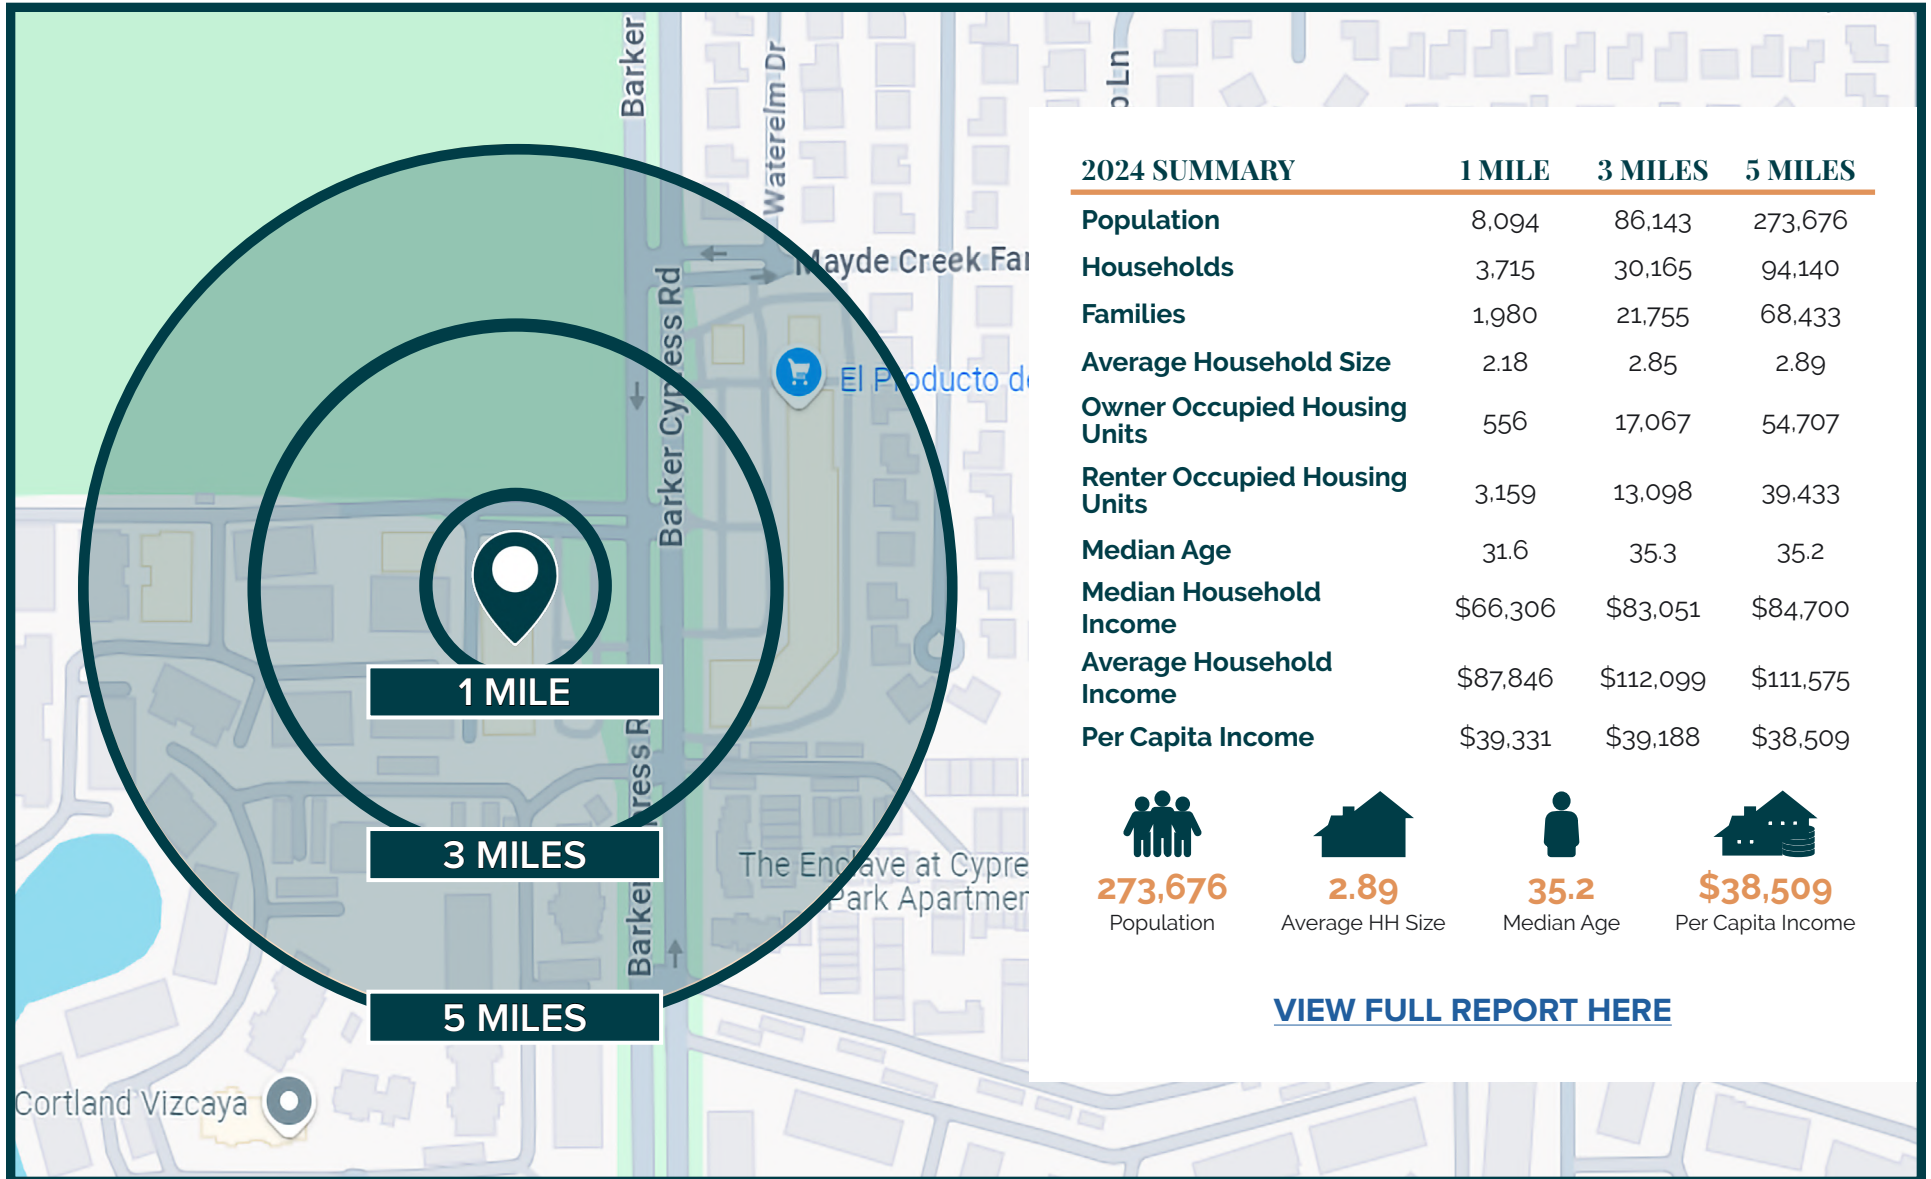 Barker
Waterelm Dr
o Ln
Mayde Creek Far
Barker Cypress Rd
El Producto de
1 MILE
3 MILES
The Enclave at Cypre
Park Apartmen
5 MILES
Cortland Vizcaya
2024 SUMMARY 1 MILE 3 MILES 5 MILES
Population 8,094 86,143 273,676
Households 3,715 30,165 94,140
Families 1,980 21,755 68,433
Average Household Size 2.18 2.85 2.89
Owner Occupied Housing
Units 556 17,067 54,707
Renter Occupied Housing
Units 3,159 13,098 39,433
Median Age 31.6 35.3 35.2
Median Household
Income $66,306 $83,051 $84,700
Average Household
Income $87,846 $112,099 $111,575
Per Capita Income $39,331 $39,188 $38,509
273,676 2.89 35.2 $38,509
Population Average HH Size Median Age Per Capita Income
VIEW FULL REPORT HERE